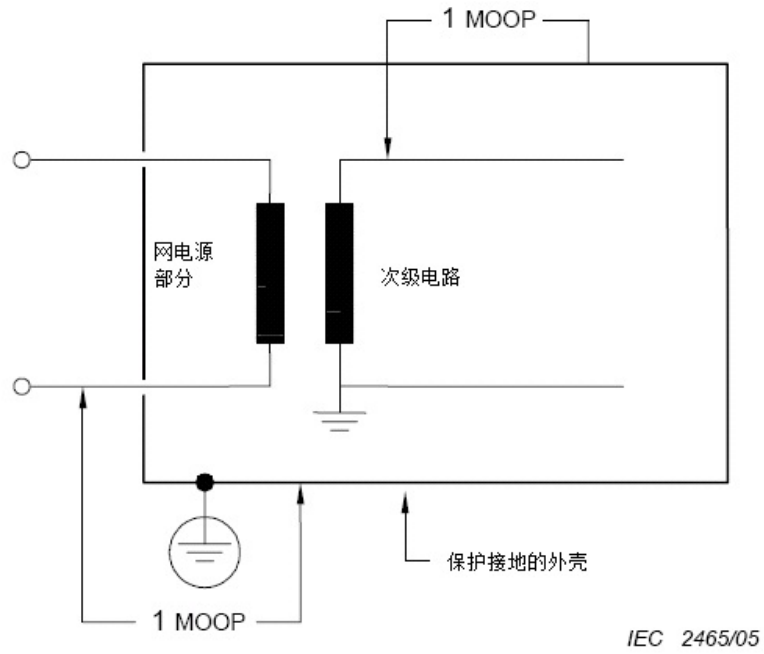 1 MOOP
网电源
部分
次级电路
保护接地的外壳
1 MOOP
IEC 2465/05